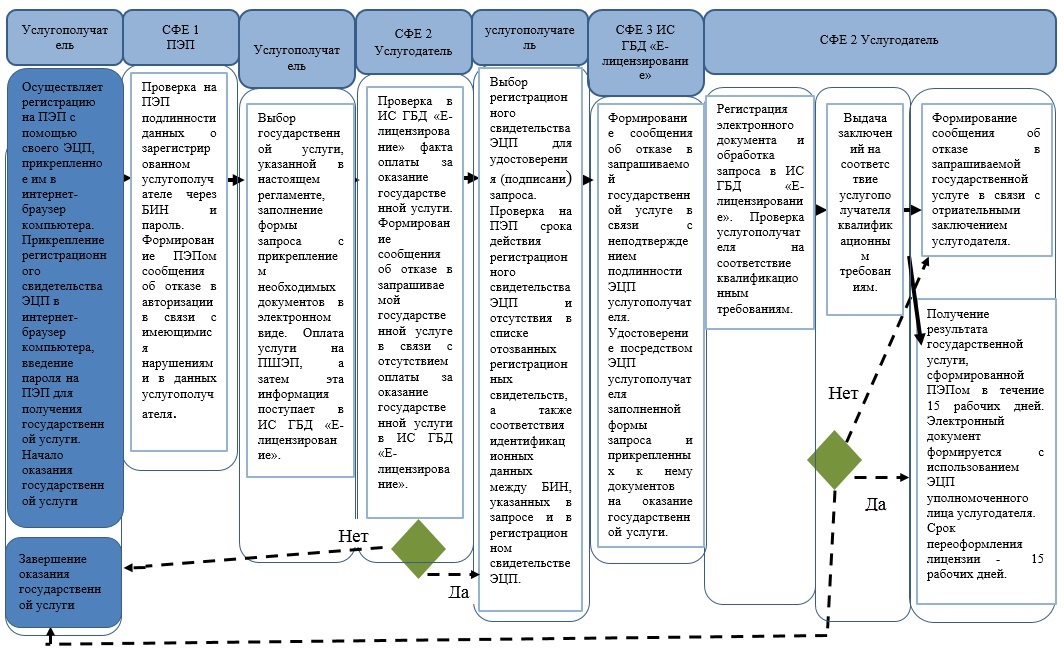 Услугополучат
ель
СФЕ 1
ПЭП
Услугополучат
ель
СФЕ 2
Услугодатель
услугополучате
ль
СФЕ 3 ИС
ГБД «Е-
лицензировани
е»
СФЕ 2 Услугодатель
Осуществляет
регистрацию
на ПЭП с
помощью
своего ЭЦП,
прикрепленно
е им в
интернет-
браузер
компьютера.
Прикрепление
регистрационн
ого
свидетельства
ЭЦП в
интернет-
браузер
компьютера,
введение
пароля на
ПЭП для
получения
государственн
ой услуги.
Начало
оказания
государственн
ой услуги
Завершение
оказания
государственн
ой услуги
Проверка на
ПЭП
подлинности
данных о
зарегистрир
ованном
услугополуч
ателе через
БИН и
пароль.
Формирован
ие ПЭПом
сообщения
об отказе в
авторизации
в связи с
имеющимис
я
нарушениям
и в данных
услугополуч
ателя.
Выбор
государственн
ой услуги,
указанной в
настоящем
регламенте,
заполнение
формы
запроса с
прикрепление
м
необходимых
документов в
электронном
виде. Оплата
услуги на
ПШЭП, а
затем эта
информация
поступает в
ИС ГБД «Е-
лицензирован
ие».
Проверка в
ИС ГБД «Е-
лицензирова
ние» факта
оплаты за
оказание
государстве
нной услуги.
Формирован
ие
сообщения
об отказе в
запрашивае
мой
государстве
нной услуге
в связи с
отсутствием
оплаты за
оказание
государстве
нной услуги
в ИС ГБД
«Е-
лицензирова
ние».
Нет
Да
Выбор
регистрацион
ного
свидетельства
ЭЦП для
удостоверени
я (подписани)
запроса.
Проверка на
ПЭП срока
действия
регистрацион
ного
свидетельства
ЭЦП и
отсутствия в
списке
отозванных
регистрацион
ных
свидетельств,
а также
соответствия
идентификац
ионных
данных
между БИН,
указанных в
запросе и в
регистрацион
ном
свидетельстве
ЭЦП.
Формировани
е сообщения
об отказе в
запрашиваемо
й
государственн
ой услуге в
связи с
неподтвержде
нием
подлинности
ЭЦП
услугополучат
еля.
Удостоверени
е посредством
ЭЦП
услугополучат
еля
заполненной
формы
запроса и
прикрепленны
х к нему
документов
на оказание
государственн
ой услуги.
Регистрация
электронного
документа и
обработка
запроса в ИС
ГБД «Е-
лицензировани
е». Проверка
услугополучат
еля на
соответствие
квалификацио
нным
требованиям.
Выдача
заключен
ий на
соответс
твие
услугопо
лучателя
квалифик
ационны
м
требован
иям.
Формирование
сообщения об
отказе в
запрашиваемой
государственной
услуге в связи с
отриательными
заключением
услугодателя.
Нет
Да
Получение
результата
государственной
услуги,
сформированной
ПЭПом в течение
15 рабочих дней.
Электронный
документ
формируется с
использованием
ЭЦП
уполномоченного
лица услугодателя.
Срок
переоформления
лицензии - 15
рабочих дней.